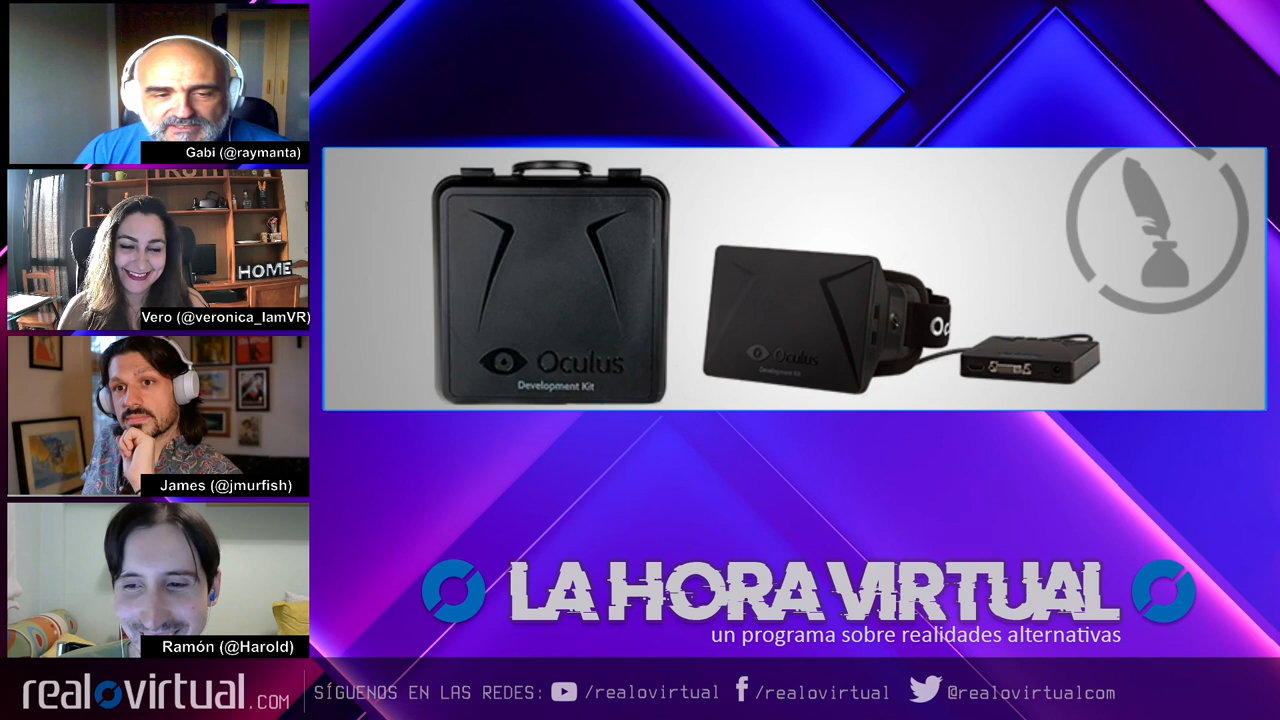 Gabi (@raymanta)
TRUTH
HOME
Vero (@veronica_IamVR)
James (@jmurfish)
Ramón (@Harold)
Oculus
Development Kit
Oculus
Development Kit
LA HORA VIRTUAL
un programa sobre realidades alternativas
realovirtual.COM
SÍGUENOS EN LAS REDES: /realovirtual /realovirtual @realovirtualcom